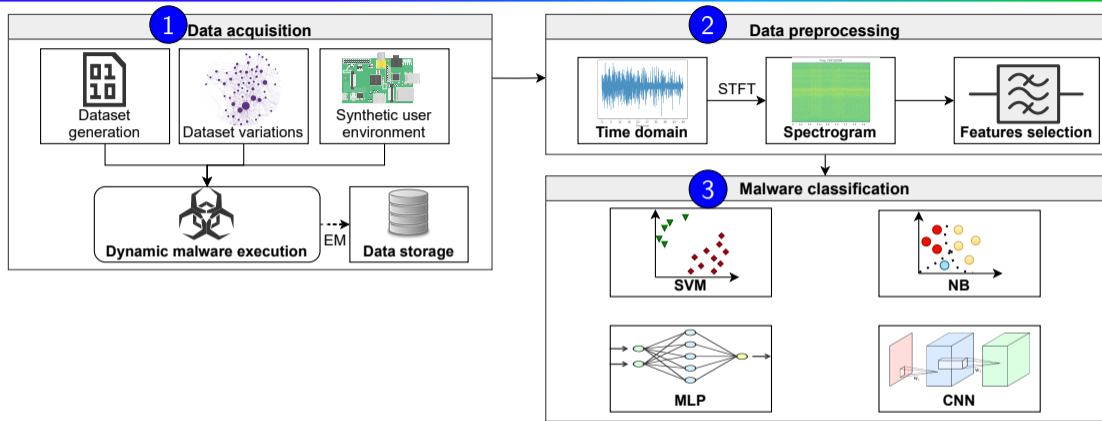 1
Data acquisition
01
10
Dataset
generation
Dataset variations
Synthetic user
environment
Dynamic malware execution
EM
Data storage
2
Data preprocessing
Time domain
STFT
Spectrogram
Features selection
3
Malware classification
SVM
NB
MLP
CNN